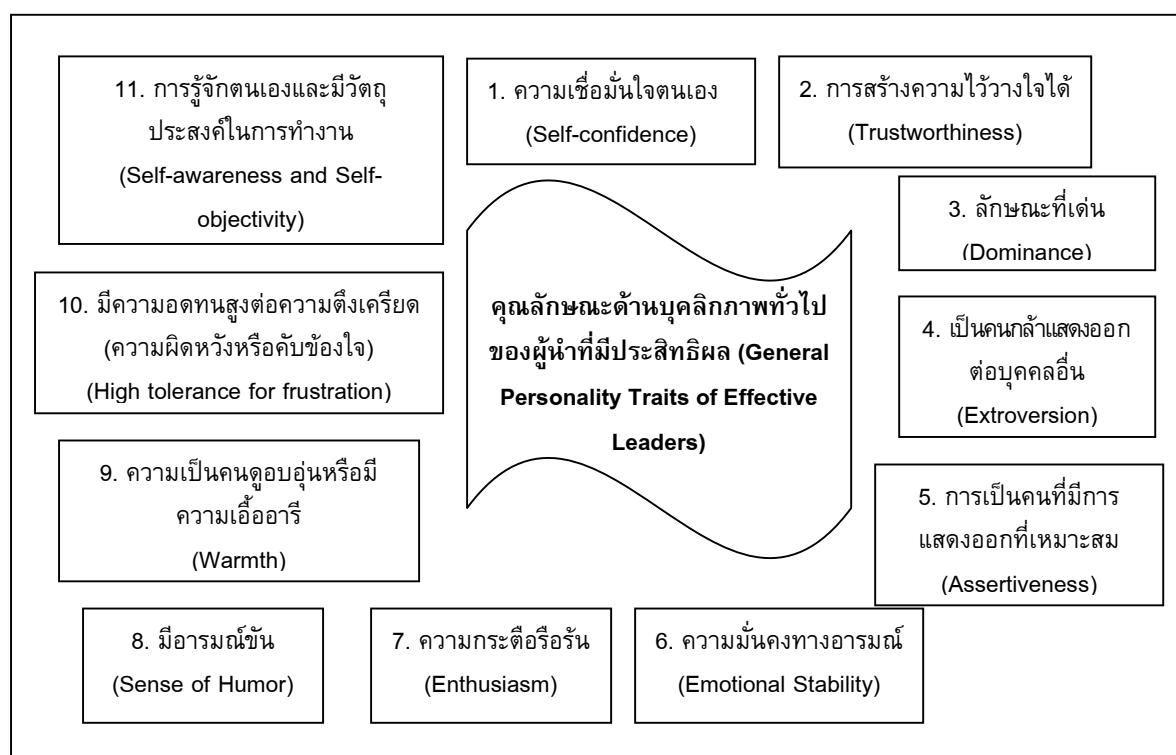 11. การรู้จักตนเองและมีวัตถุ
ประสงค์ในการทำงาน
(Self-awareness and Self-
objectivity)
1. ความเชื่อมั่นใจตนเอง
(Self-confidence)
2. การสร้างความไว้วางใจได้
(Trustworthiness)
3. ลักษณะที่เด่น
(Dominance)
10. มีความอดทนสูงต่อความตึงเครียด
(ความผิดหวังหรือคับข้องใจ)
(High tolerance for frustration)
คุณลักษณะด้านบุคลิกภาพทั่วไป
ของผู้นำที่มีประสิทธิผล (General
Personality Traits of Effective
Leaders)
4. เป็นคนกล้าแสดงออก
ต่อบุคคลอื่น
(Extroversion)
9. ความเป็นคนดูอบอุ่นหรือมี
ความเอื้ออารี
(Warmth)
5. การเป็นคนที่มีการ
แสดงออกที่เหมาะสม
(Assertiveness)
8. มีอารมณ์ขัน
(Sense of Humor)
7. ความกระตือรือร้น
(Enthusiasm)
6. ความมั่นคงทางอารมณ์
(Emotional Stability)